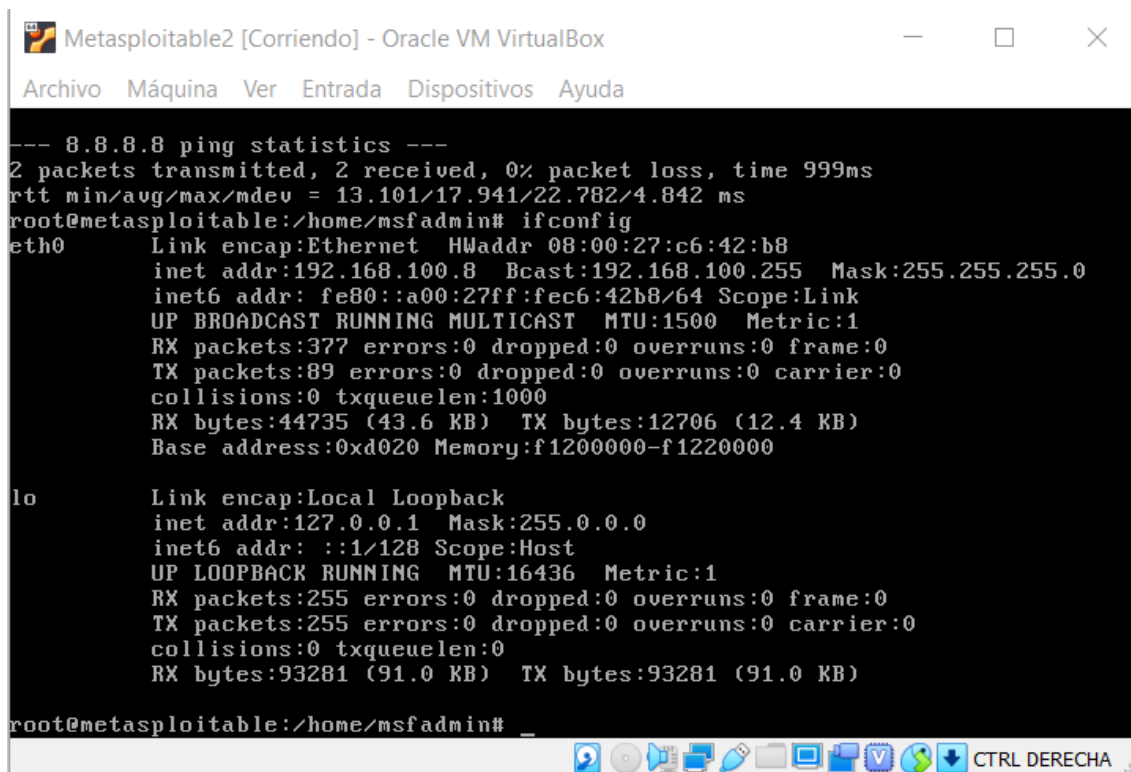 Metasploitable2 [Corriendo] - Oracle VM VirtualBox
Archivo Máquina Ver Entrada Dispositivos Ayuda
--- 8.8.8.8 ping statistics ---
2 packets transmitted, 2 received, 0% packet loss, time 999ms
rtt min/avg/max/mdev = 13.101/17.941/22.782/4.842 ms
root@metasploitable:/home/msfadmin# ifconfig
eth0      Link encap:Ethernet  HWaddr 08:00:27:c6:42:b8
          inet addr:192.168.100.8  Bcast:192.168.100.255  Mask:255.255.255.0
          inet6 addr: fe80::a00:27ff:fec6:42b8/64 Scope:Link
          UP BROADCAST RUNNING MULTICAST  MTU:1500  Metric:1
          RX packets:377 errors:0 dropped:0 overruns:0 frame:0
          TX packets:89 errors:0 dropped:0 overruns:0 carrier:0
          collisions:0 txqueuelen:1000
          RX bytes:44735 (43.6 KB)  TX bytes:12706 (12.4 KB)
          Base address:0xd020 Memory:f1200000-f1220000
lo        Link encap:Local Loopback
          inet addr:127.0.0.1  Mask:255.0.0.0
          inet6 addr: ::1/128 Scope:Host
          UP LOOPBACK RUNNING  MTU:16436  Metric:1
          RX packets:255 errors:0 dropped:0 overruns:0 frame:0
          TX packets:255 errors:0 dropped:0 overruns:0 carrier:0
          collisions:0 txqueuelen:0
          RX bytes:93281 (91.0 KB)  TX bytes:93281 (91.0 KB)
root@metasploitable:/home/msfadmin# _
CTRL DERECHA